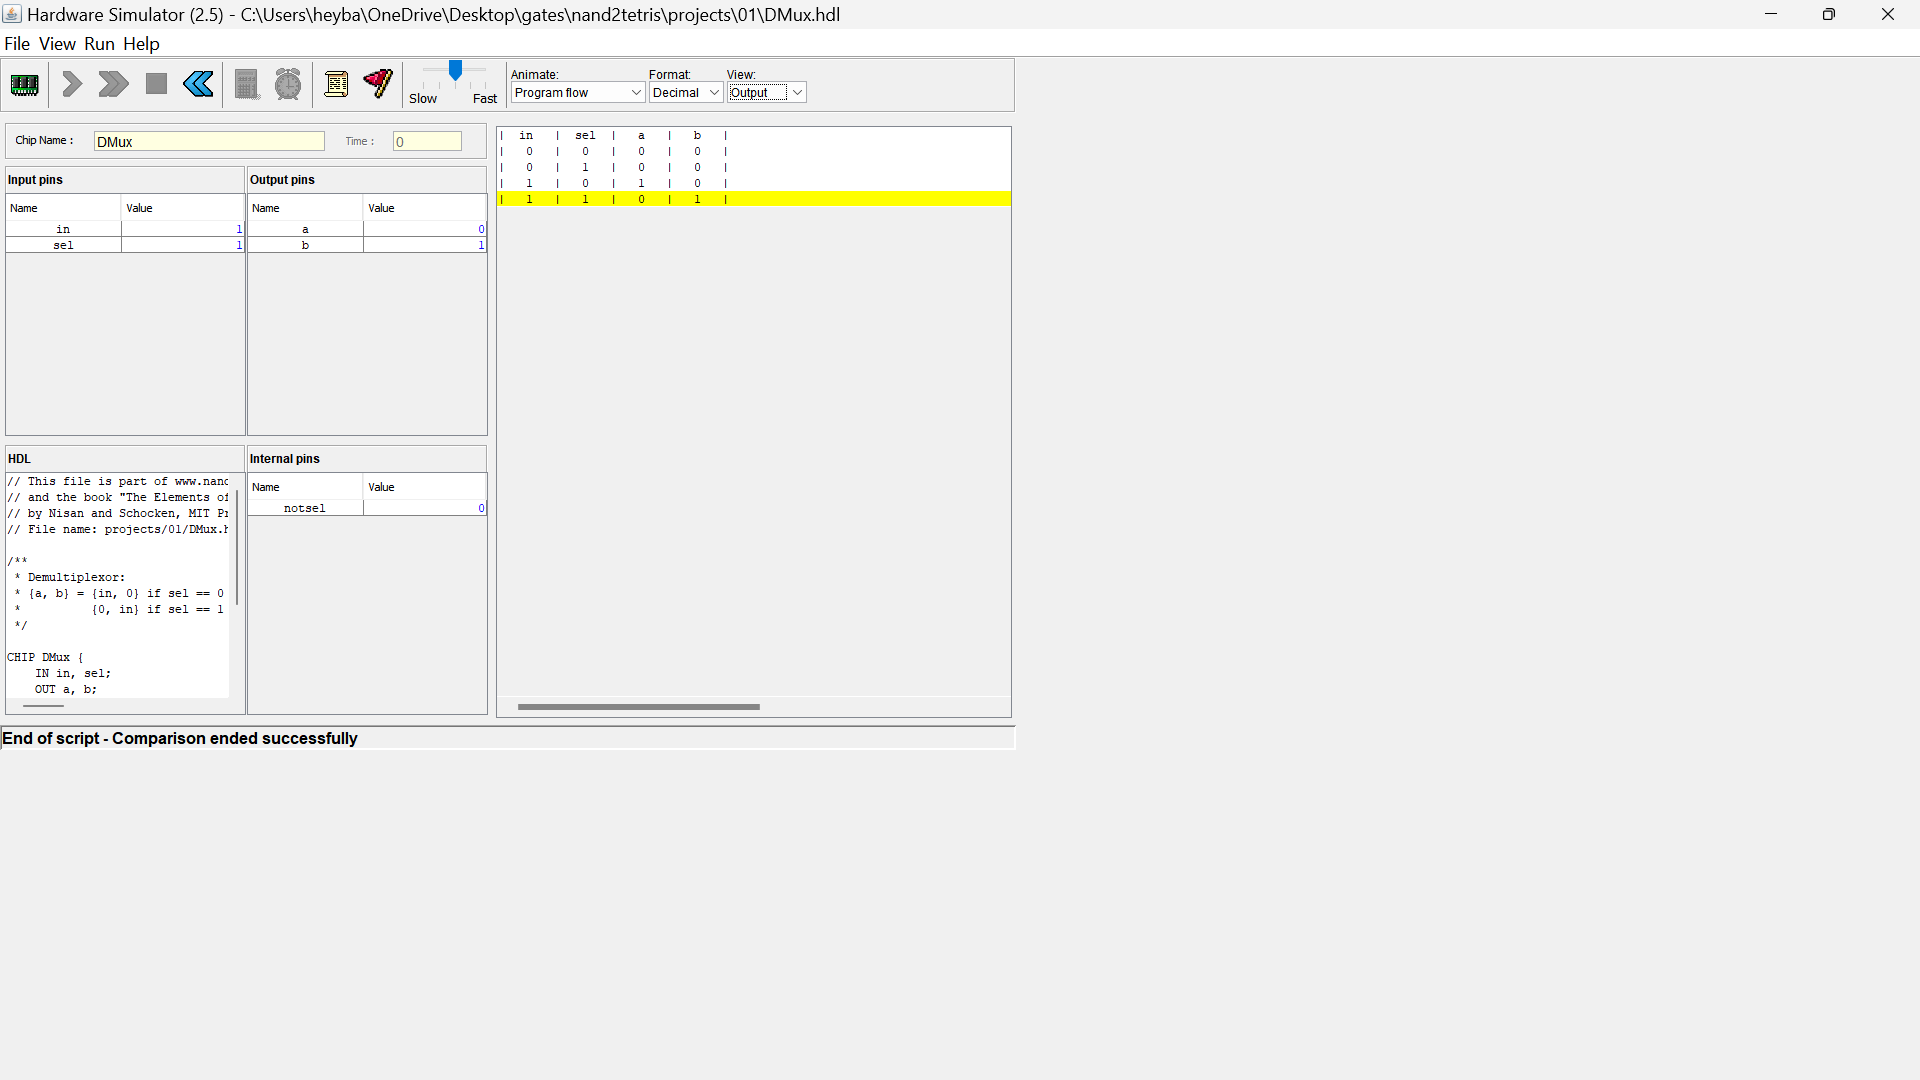 Hardware Simulator (2.5) - C:\Users\heyba\OneDrive\Desktop\gates\nand2tetris\projects\01\DMux.hdl
File View Run Help
Slow Fast
Animate: Format: View:
Program flow Decimal Output
Chip Name : DMux Time : 0
Input pins
Name Value
in 1
sel 1
Output pins
Name Value
a 0
b 1
| in | sel | a | b |
| 0 | 0 | 0 | 0 |
| 0 | 1 | 0 | 0 |
| 1 | 0 | 1 | 0 |
| 1 | 1 | 0 | 1 |
HDL
// This file is part of www.nand
// and the book "The Elements of
// by Nisan and Schocken, MIT Pr
// File name: projects/01/DMux.h
/**
* Demultiplexor:
* {a, b} = {in, 0} if sel == 0
* {0, in} if sel == 1
*/
CHIP DMux {
IN in, sel;
OUT a, b;
Internal pins
Name Value
notsel 0
End of script - Comparison ended successfully